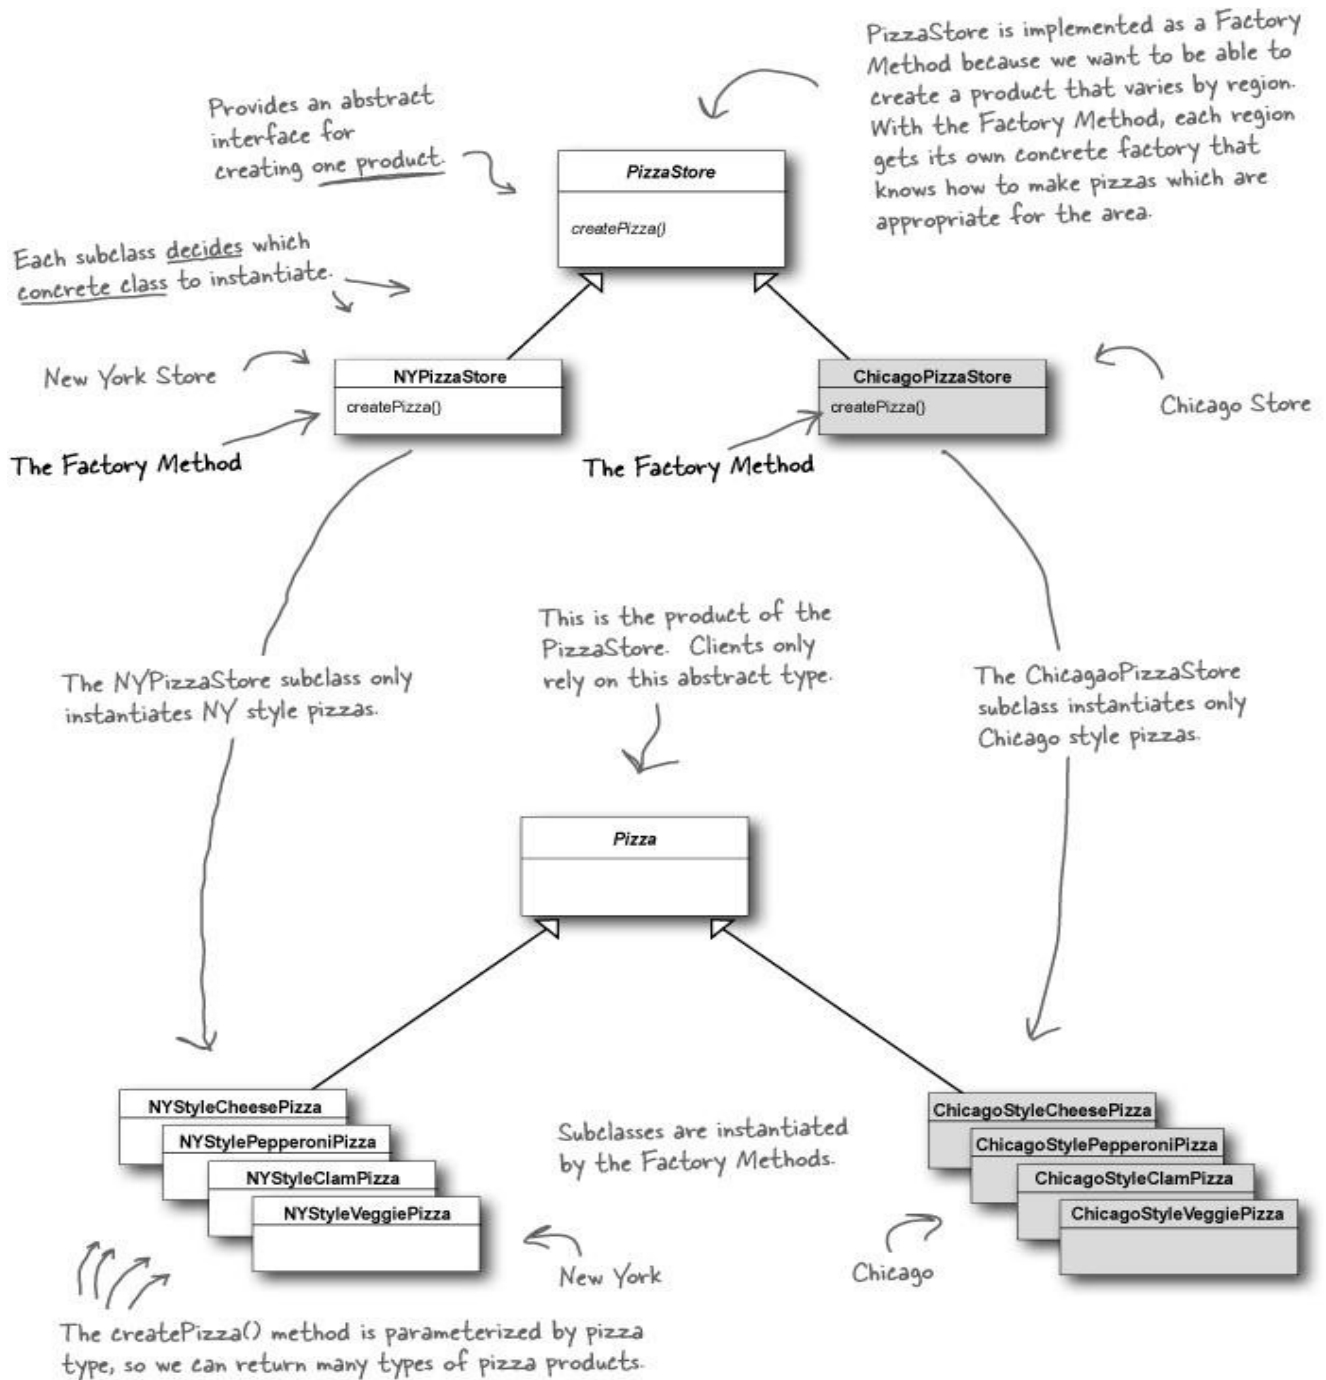 PizzaStore is implemented as a Factory
Method because we want to be able to
create a product that varies by region.
With the Factory Method, each region
gets its own concrete factory that
knows how to make pizzas which are
appropriate for the area.
Provides an abstract
interface for
creating one product.
PizzaStore
createPizza()
Each subclass decides which
concrete class to instantiate.
New York Store
NYPizzaStore
createPizza()
The Factory Method
ChicagoPizzaStore
createPizza()
The Factory Method
Chicago Store
The NYPizzaStore subclass only
instantiates NY style pizzas.
This is the product of the
PizzaStore. Clients only
rely on this abstract type.
The ChicagaoPizzaStore
subclass instantiates only
Chicago style pizzas.
Pizza
NYStyleCheesePizza
NYStylePepperoniPizza
NYStyleClamPizza
NYStyleVeggiePizza
Subclasses are instantiated
by the Factory Methods.
ChicagoStyleCheesePizza
ChicagoStylePepperoniPizza
ChicagoStyleClamPizza
ChicagoStyleVeggiePizza
New York
Chicago
The createPizza() method is parameterized by pizza
type, so we can return many types of pizza products.